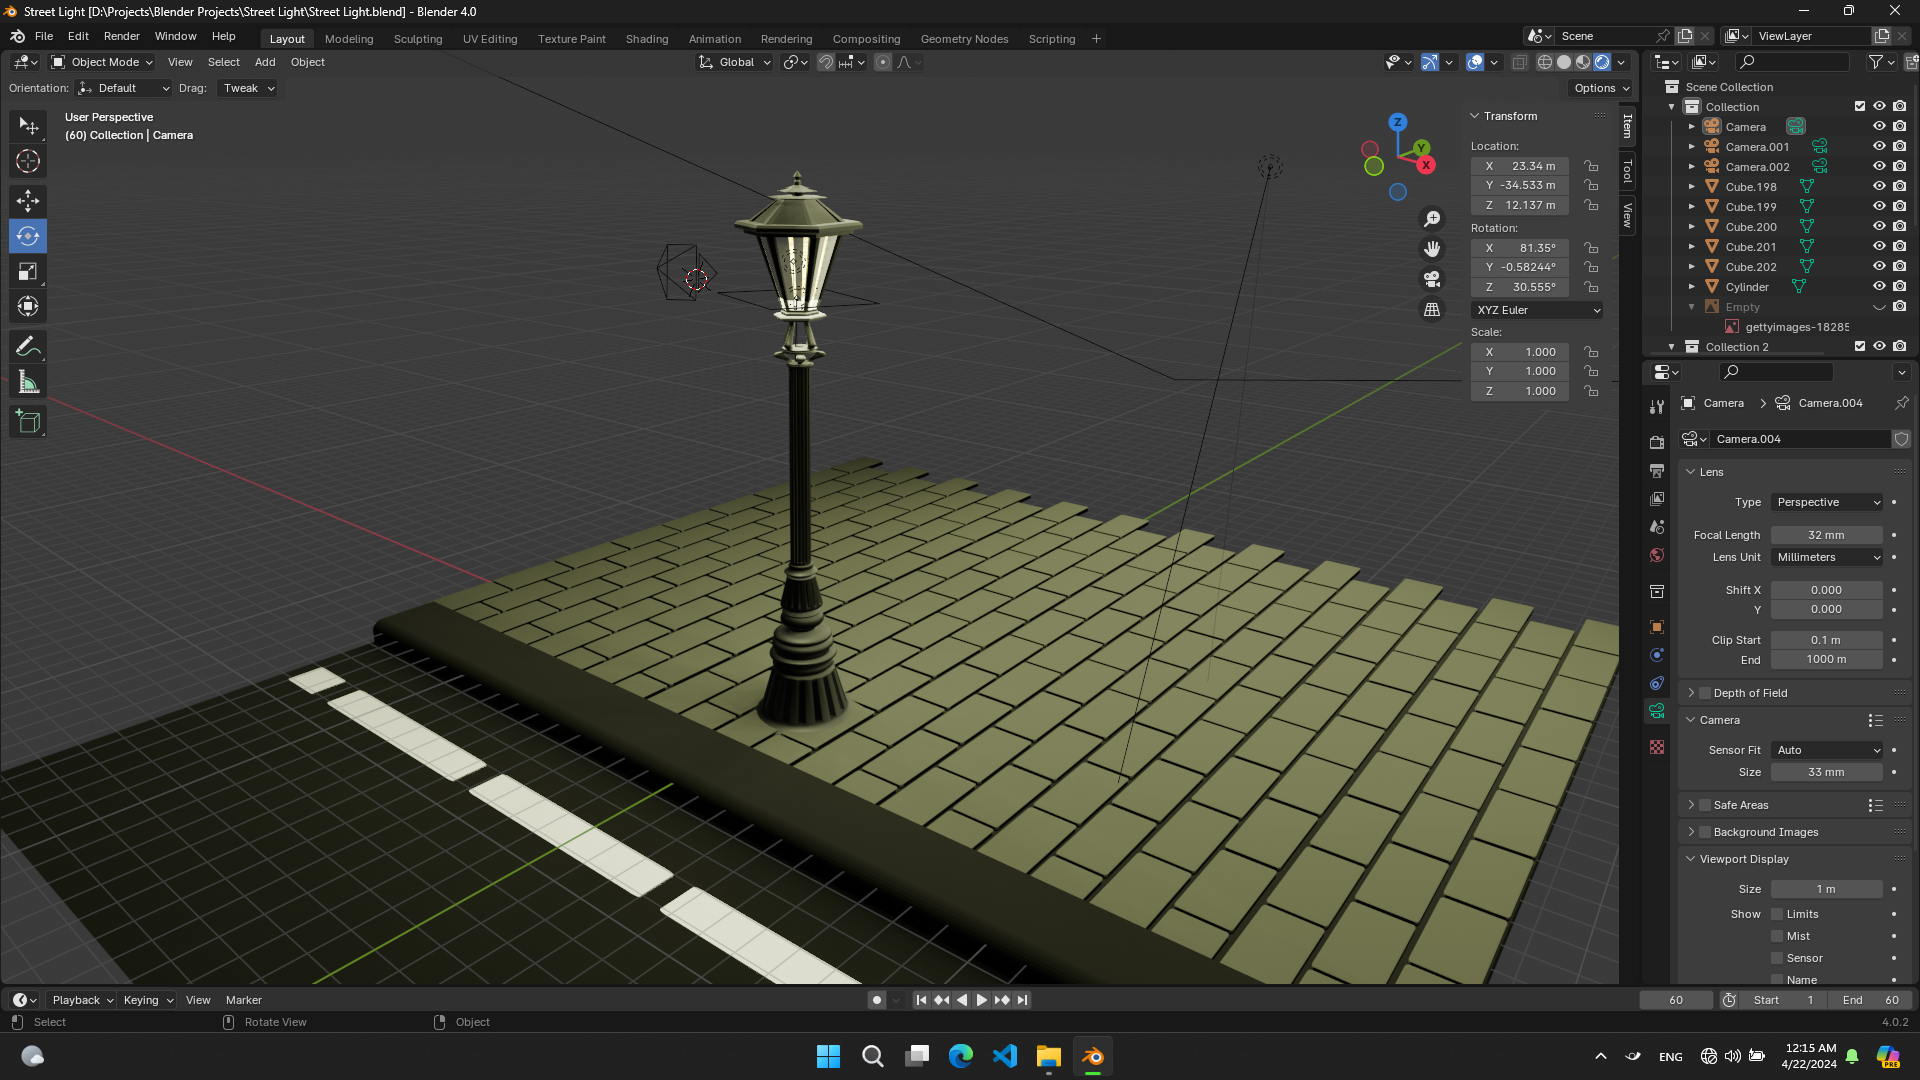 Street Light [D:\Projects\Blender Projects\Street Light\Street Light.blend] - Blender 4.0
File Edit Render Window Help Layout Modeling Sculpting UV Editing Texture Paint Shading Animation Rendering Compositing Geometry Nodes Scripting +
Scene
ViewLayer
Object Mode View Select Add Object Global
Orientation: Default Drag: Tweak Options
User Perspective
(60) Collection | Camera
Z
Y
X
Transform
Location:
X 23.34 m
Y -34.533 m
Z 12.137 m
Rotation:
X 81.35°
Y -0.58244°
Z 30.555°
XYZ Euler
Scale:
X 1.000
Y 1.000
Z 1.000
Item
Tool
View
Scene Collection
Collection
Camera
Camera.001
Camera.002
Cube.198
Cube.199
Cube.200
Cube.201
Cube.202
Cylinder
Empty
gettyimages-18285
Collection 2
Camera > Camera.004
Camera.004
Lens
Type Perspective
Focal Length 32 mm
Lens Unit Millimeters
Shift X 0.000
Y 0.000
Clip Start 0.1 m
End 1000 m
Depth of Field
Camera
Sensor Fit Auto
Size 33 mm
Safe Areas
Background Images
Viewport Display
Size 1 m
Show Limits
Mist
Sensor
Name
Playback Keying View Marker
60 Start 1 End 60
Select Rotate View Object
4.0.2
ENG
12:15 AM
4/22/2024
PRE